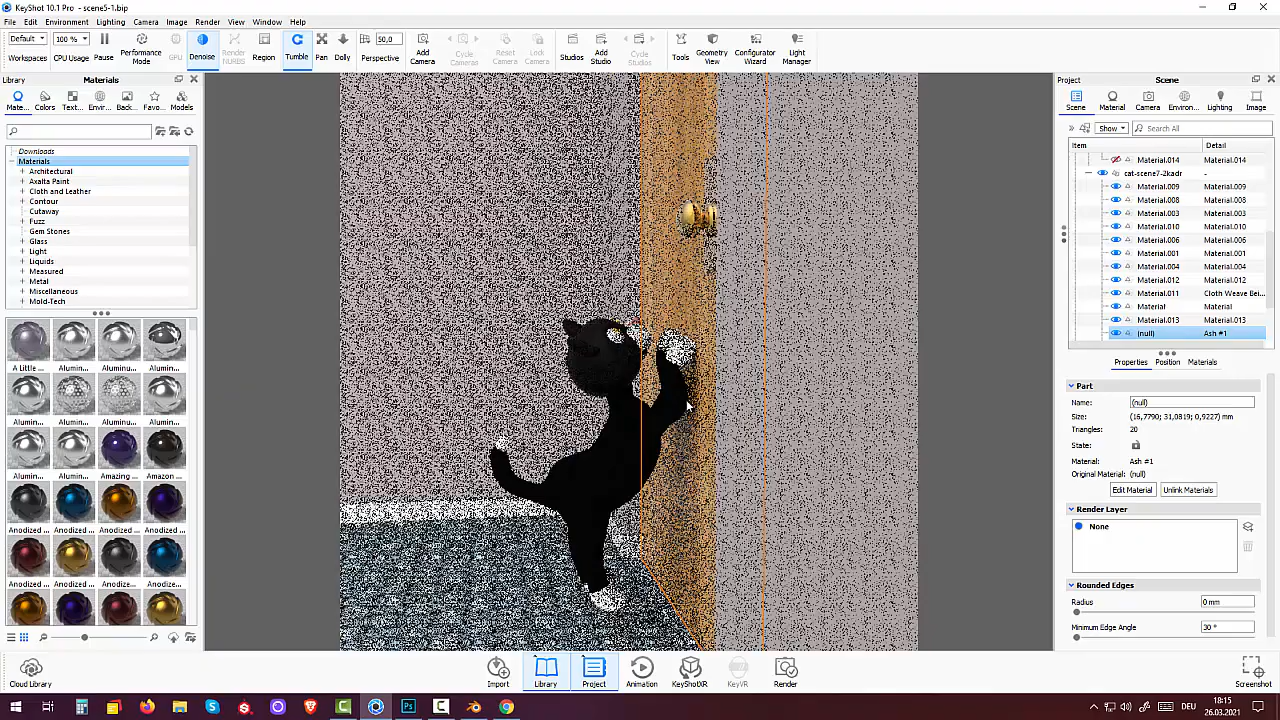 KeyShot 10.1 Pro - scene5-1.bip
File Edit Environment Lighting Camera Image Render View Window Help
Default 100 % 50,0
Workspaces CPU Usage Pause Performance Mode GPU Denoise Render NURBS Region Tumble Pan Dolly Perspective Add Camera Cycle Cameras Reset Camera Lock Camera Studios Add Studio Cycle Studios Tools Geometry View Configurator Wizard Light Manager
Library Materials
Mate... Colors Text... Envir... Back... Favo... Models
Downloads
Materials
Architectural
Axalta Paint
Cloth and Leather
Contour
Cutaway
Fuzz
Gem Stones
Glass
Light
Liquids
Measured
Metal
Miscellaneous
Mold-Tech
A Little ... Aluminu... Aluminu... Aluminu...
Alumin... Aluminu... Aluminu... Alumin...
Alumin... Alumin... Amazing ... Amazon ...
Anodized ... Anodize... Anodized ... Anodized ...
Anodized ... Anodized ... Anodize... Anodize...
Project Scene
Scene Material Camera Environ... Lighting Image
Show Search All
Item Detail
Material.014 Material.014
cat-scene7-2kadr -
Material.009 Material.009
Material.008 Material.008
Material.003 Material.003
Material.010 Material.010
Material.006 Material.006
Material.001 Material.001
Material.004 Material.004
Material.012 Material.012
Material.011 Cloth Weave Bei...
Material Material
Material.013 Material.013
(null) Ash #1
Properties Position Materials
Part
Name: (null)
Size: (16,7790; 31,0819; 0,9227) mm
Triangles: 20
State:
Material: Ash #1
Original Material: (null)
Edit Material Unlink Materials
Render Layer
None
Rounded Edges
Radius 0 mm
Minimum Edge Angle 30 °
Cloud Library Import Library Project Animation KeyShotXR KeyVR Render Screenshot
DEU 18:15
26.03.2021